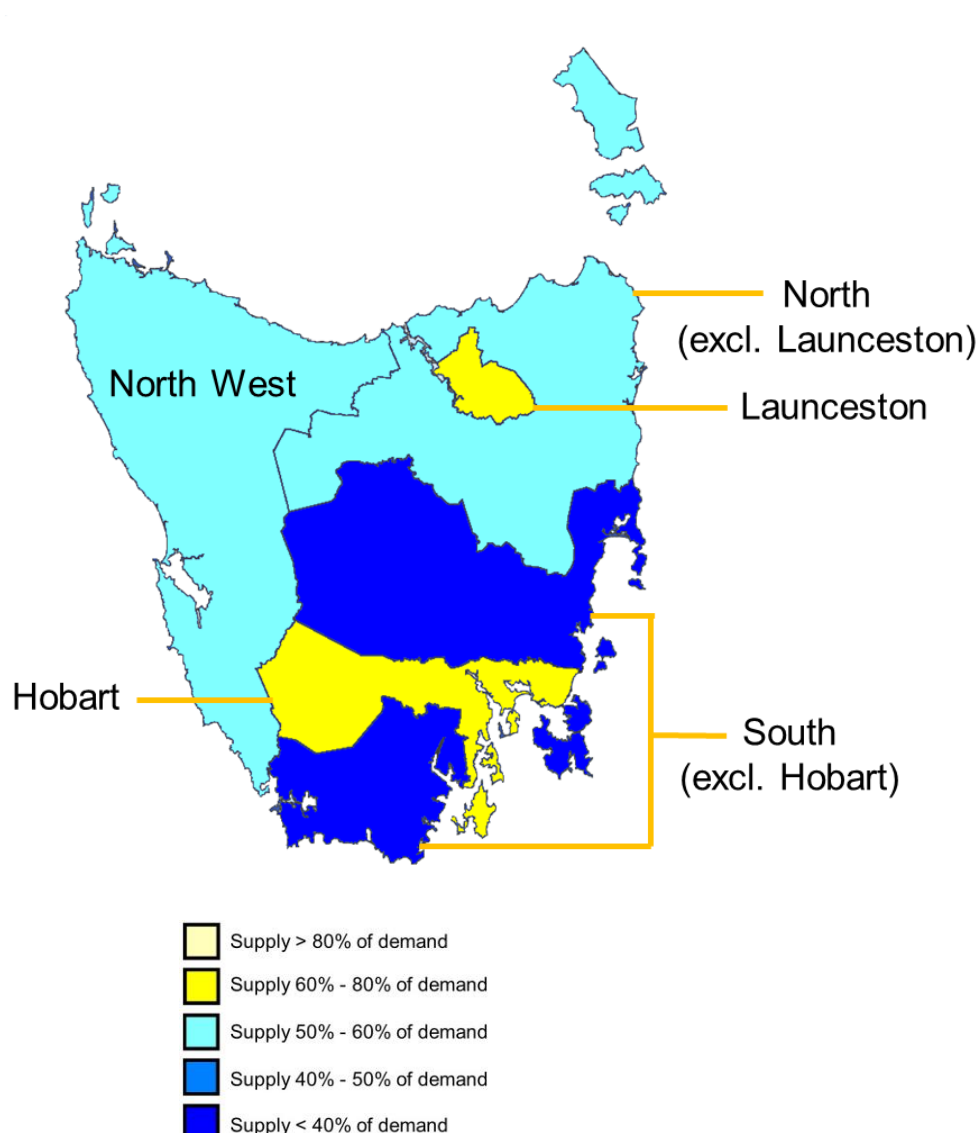 North
(excl. Launceston)
North West
Launceston
Hobart
South
(excl. Hobart)
Supply > 80% of demand
Supply 60% - 80% of demand
Supply 50% - 60% of demand
Supply 40% - 50% of demand
Supply < 40% of demand